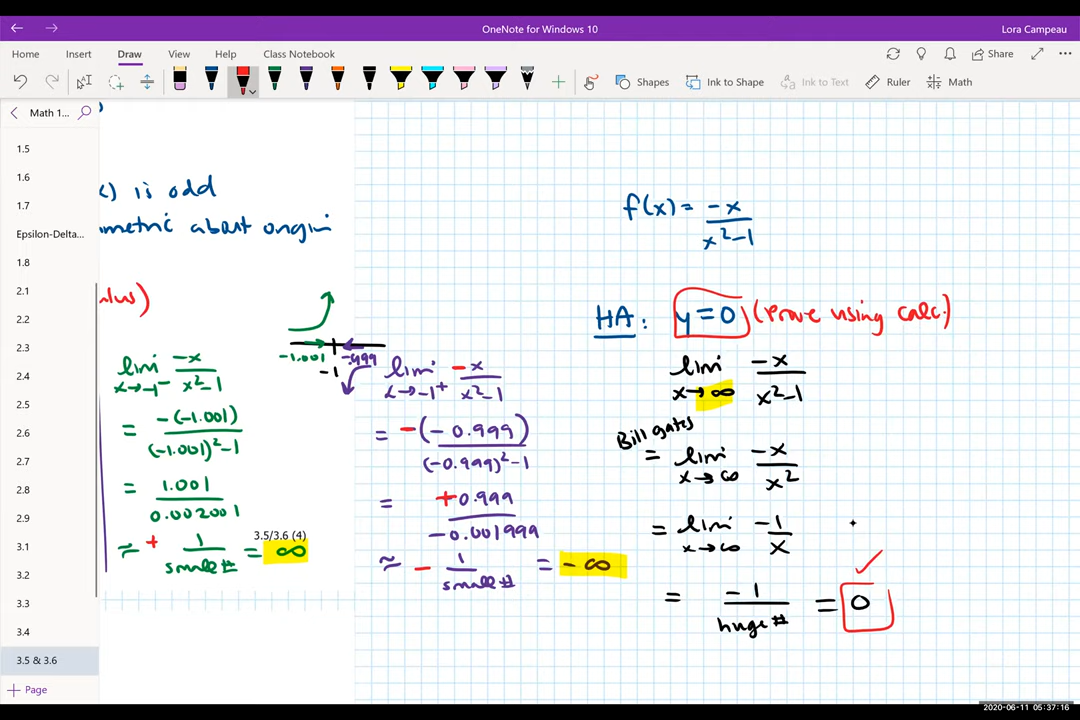 OneNote for Windows 10
Lora Campeau
Home Insert Draw View Help Class Notebook
Share
Shapes Ink to Shape Ink to Text Ruler Math
Math 1...
1.5
1.6
1.7
Epsilon-Delta...
1.8
2.1
2.2
2.3
2.4
2.5
2.6
2.7
2.8
2.9
3.1
3.2
3.3
3.4
3.5 & 3.6
Page
x) is odd
mmetric about origin
ulus)
-1.001 -.999
-1
lim x→-1⁻ -x/(x²-1)
= -(-1.001)/((-1.001)²-1)
= 1.001/0.002001
≈ + 1/small # = ∞
3.5/3.6 (4)
lim x→-1⁺ -x/(x²-1)
= -(-0.999)/((-0.999)²-1)
= +0.999/-0.001999
≈ - 1/small # = -∞
f(x) = -x/(x²-1)
HA: y=0 (prove using calc.)
lim x→∞ -x/(x²-1)
Bill gates
= lim x→∞ -x/x²
= lim x→∞ -1/x
= -1/huge # = 0
2020-06-11 05:37:16